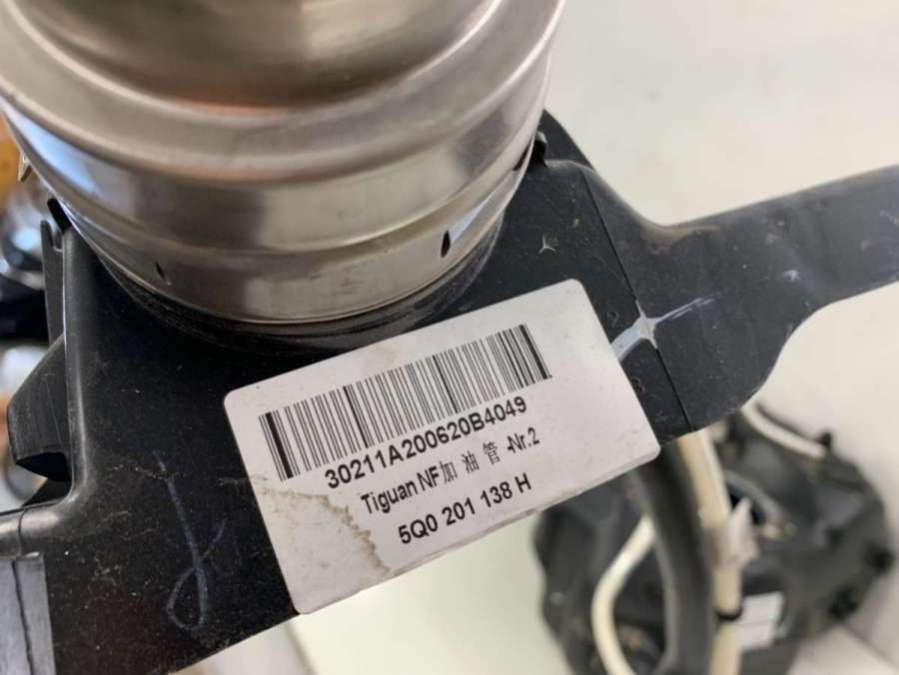 30211A200620B4049
Tiguan NF加油管-Nr.2
5Q0 201 138 H